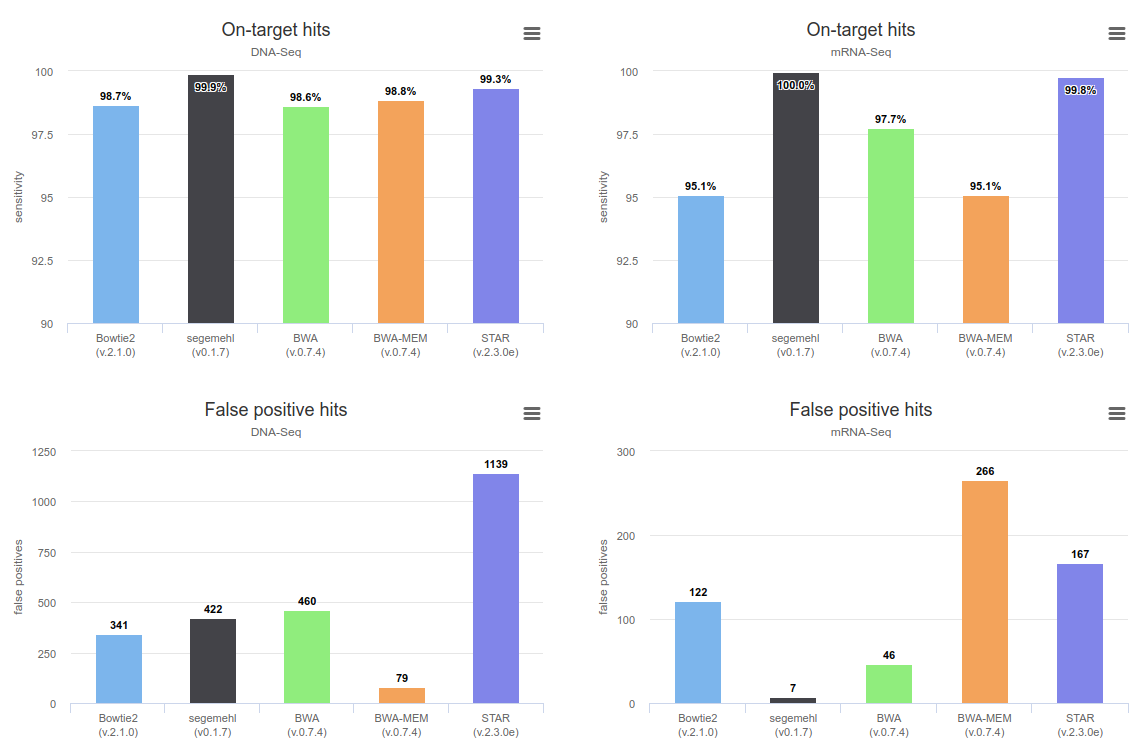 On-target hits
DNA-Seq
100
97.5
95
92.5
90
sensitivity
98.7%
99.9%
98.6%
98.8%
99.3%
Bowtie2
(v.2.1.0)
segemehl
(v0.1.7)
BWA
(v.0.7.4)
BWA-MEM
(v.0.7.4)
STAR
(v.2.3.0e)
On-target hits
mRNA-Seq
100
97.5
95
92.5
90
sensitivity
95.1%
100.0%
97.7%
95.1%
99.8%
Bowtie2
(v.2.1.0)
segemehl
(v0.1.7)
BWA
(v.0.7.4)
BWA-MEM
(v.0.7.4)
STAR
(v.2.3.0e)
False positive hits
DNA-Seq
1250
1000
750
500
250
0
false positives
341
422
460
79
1139
Bowtie2
(v.2.1.0)
segemehl
(v0.1.7)
BWA
(v.0.7.4)
BWA-MEM
(v.0.7.4)
STAR
(v.2.3.0e)
False positive hits
mRNA-Seq
300
200
100
0
false positives
122
7
46
266
167
Bowtie2
(v.2.1.0)
segemehl
(v0.1.7)
BWA
(v.0.7.4)
BWA-MEM
(v.0.7.4)
STAR
(v.2.3.0e)